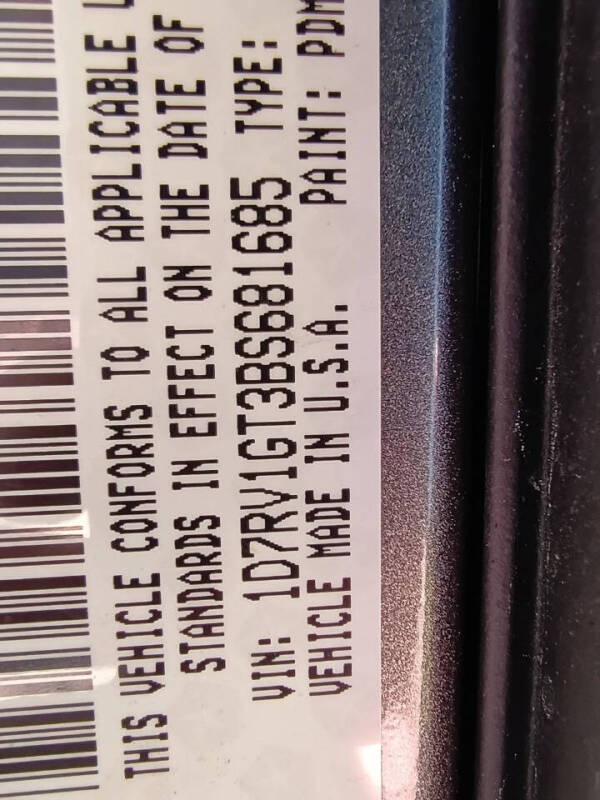 THIS VEHICLE CONFORMS TO ALL APPLICABLE
STANDARDS IN EFFECT ON THE DATE OF
VIN: 1D7RV1GT3BS681685 TYPE:
VEHICLE MADE IN U.S.A. PAINT: PDM